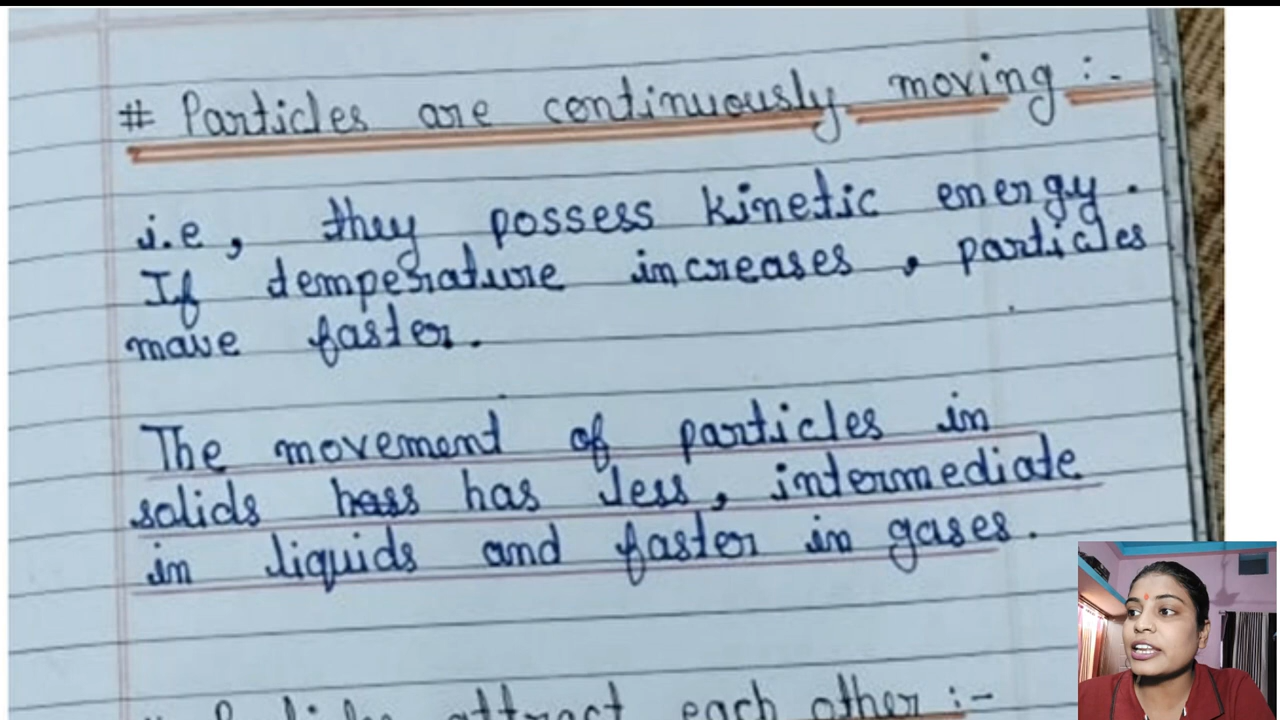 # Particles are continuously moving :-
i.e, they possess kinetic energy.
If temperature increases, particles
move faster.
The movement of particles in
solids hass has less, intermediate
in liquids and faster in gases.
# Particles attract each other :-